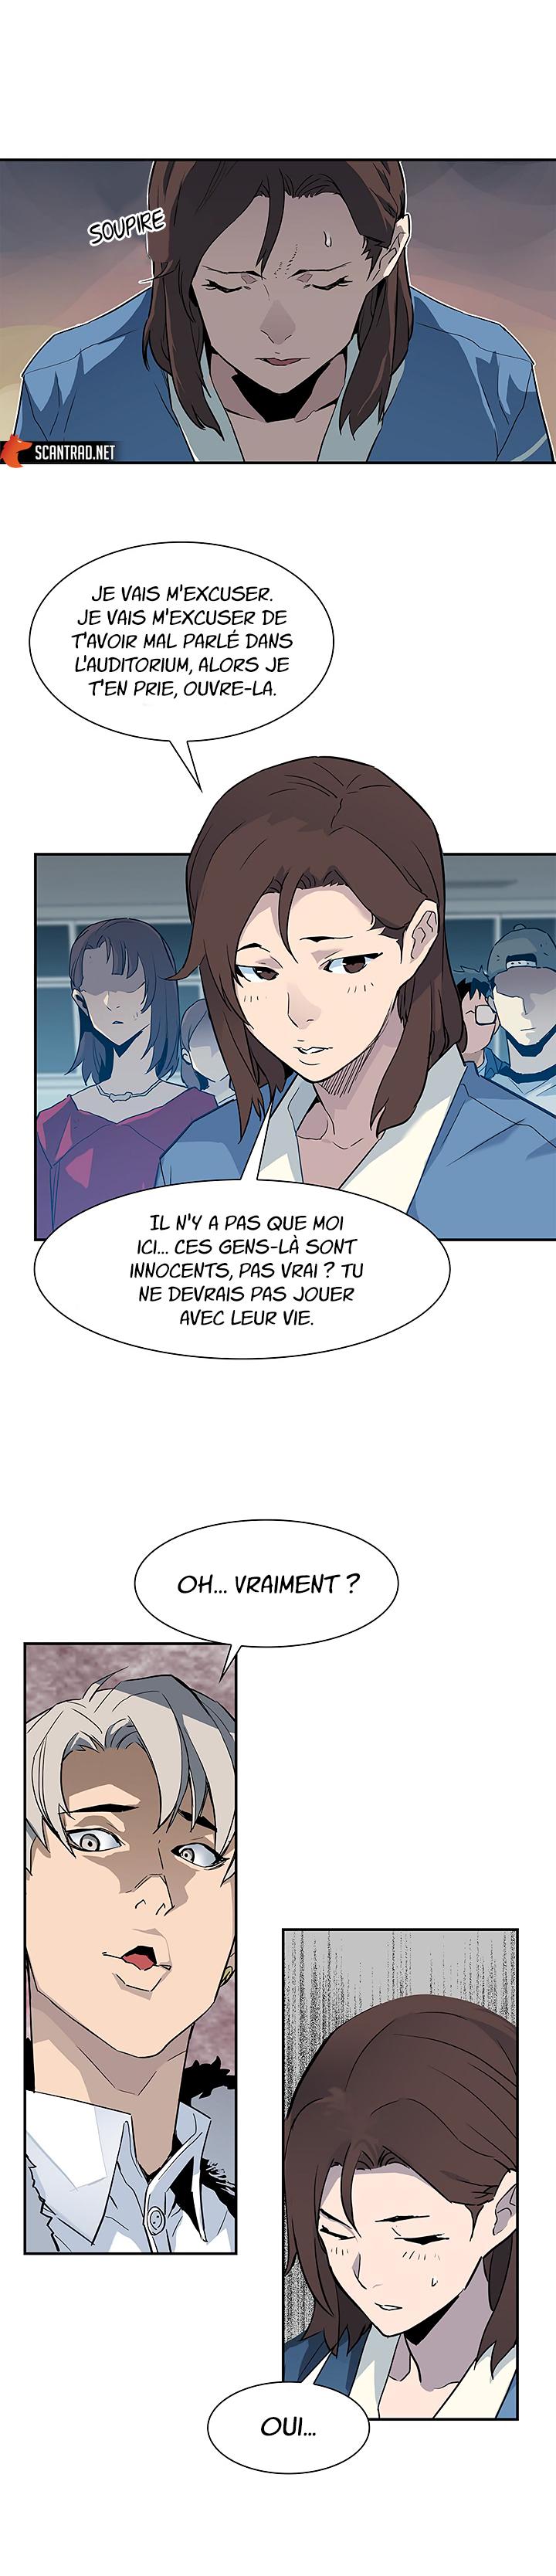 SOUPIRE
SCANTRAD.NET
JE VAIS M'EXCUSER.
JE VAIS M'EXCUSER DE
T'AVOIR MAL PARLÉ DANS
L'AUDITORIUM, ALORS JE
T'EN PRIE, OUVRE-LA.
IL N'Y A PAS QUE MOI
ICI... CES GENS-LÀ SONT
INNOCENTS, PAS VRAI ? TU
NE DEVRAIS PAS JOUER
AVEC LEUR VIE.
OH... VRAIMENT ?
OUI...